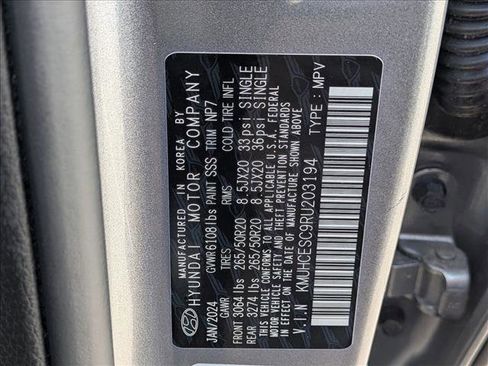 MANUFACTURED IN KOREA BY
HYUNDAI MOTOR COMPANY
JAN/2024 GVWR 6108 lbs PAINT SSS TRIM NP7
GAWR TIRES RIMS COLD TIRE INFL
FRONT 3064 lbs 265/50R20 8.5JX20 33psi SINGLE
REAR 3274 lbs 265/50R20 8.5JX20 36psi SINGLE
THIS VEHICLE CONFORMS TO ALL APPLICABLE U.S.A. FEDERAL
MOTOR VEHICLE SAFETY AND THEFT PREVENTION STANDARDS
IN EFFECT ON THE DATE OF MANUFACTURE SHOWN ABOVE
V.I.N KMUHCESC9RU203194 TYPE : MPV